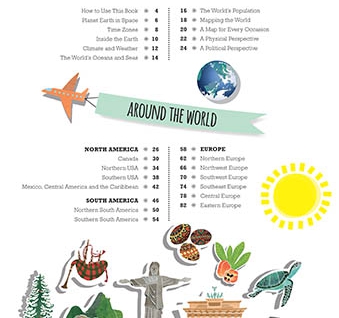 How to Use This Book • 4
Planet Earth in Space • 6
Time Zones • 8
Inside the Earth • 10
Climate and Weather • 12
The World's Oceans and Seas • 14
16 • The World's Population
18 • Mapping the World
20 • A Map for Every Occasion
22 • A Physical Perspective
24 • A Political Perspective
AROUND THE WORLD
NORTH AMERICA • 26
Canada • 30
Northern USA • 34
Southern USA • 38
Mexico, Central America and the Caribbean • 42
SOUTH AMERICA • 46
Northern South America • 50
Southern South America • 54
58 • EUROPE
62 • Northern Europe
66 • Northwest Europe
70 • Southwest Europe
74 • Southeast Europe
78 • Central Europe
82 • Eastern Europe